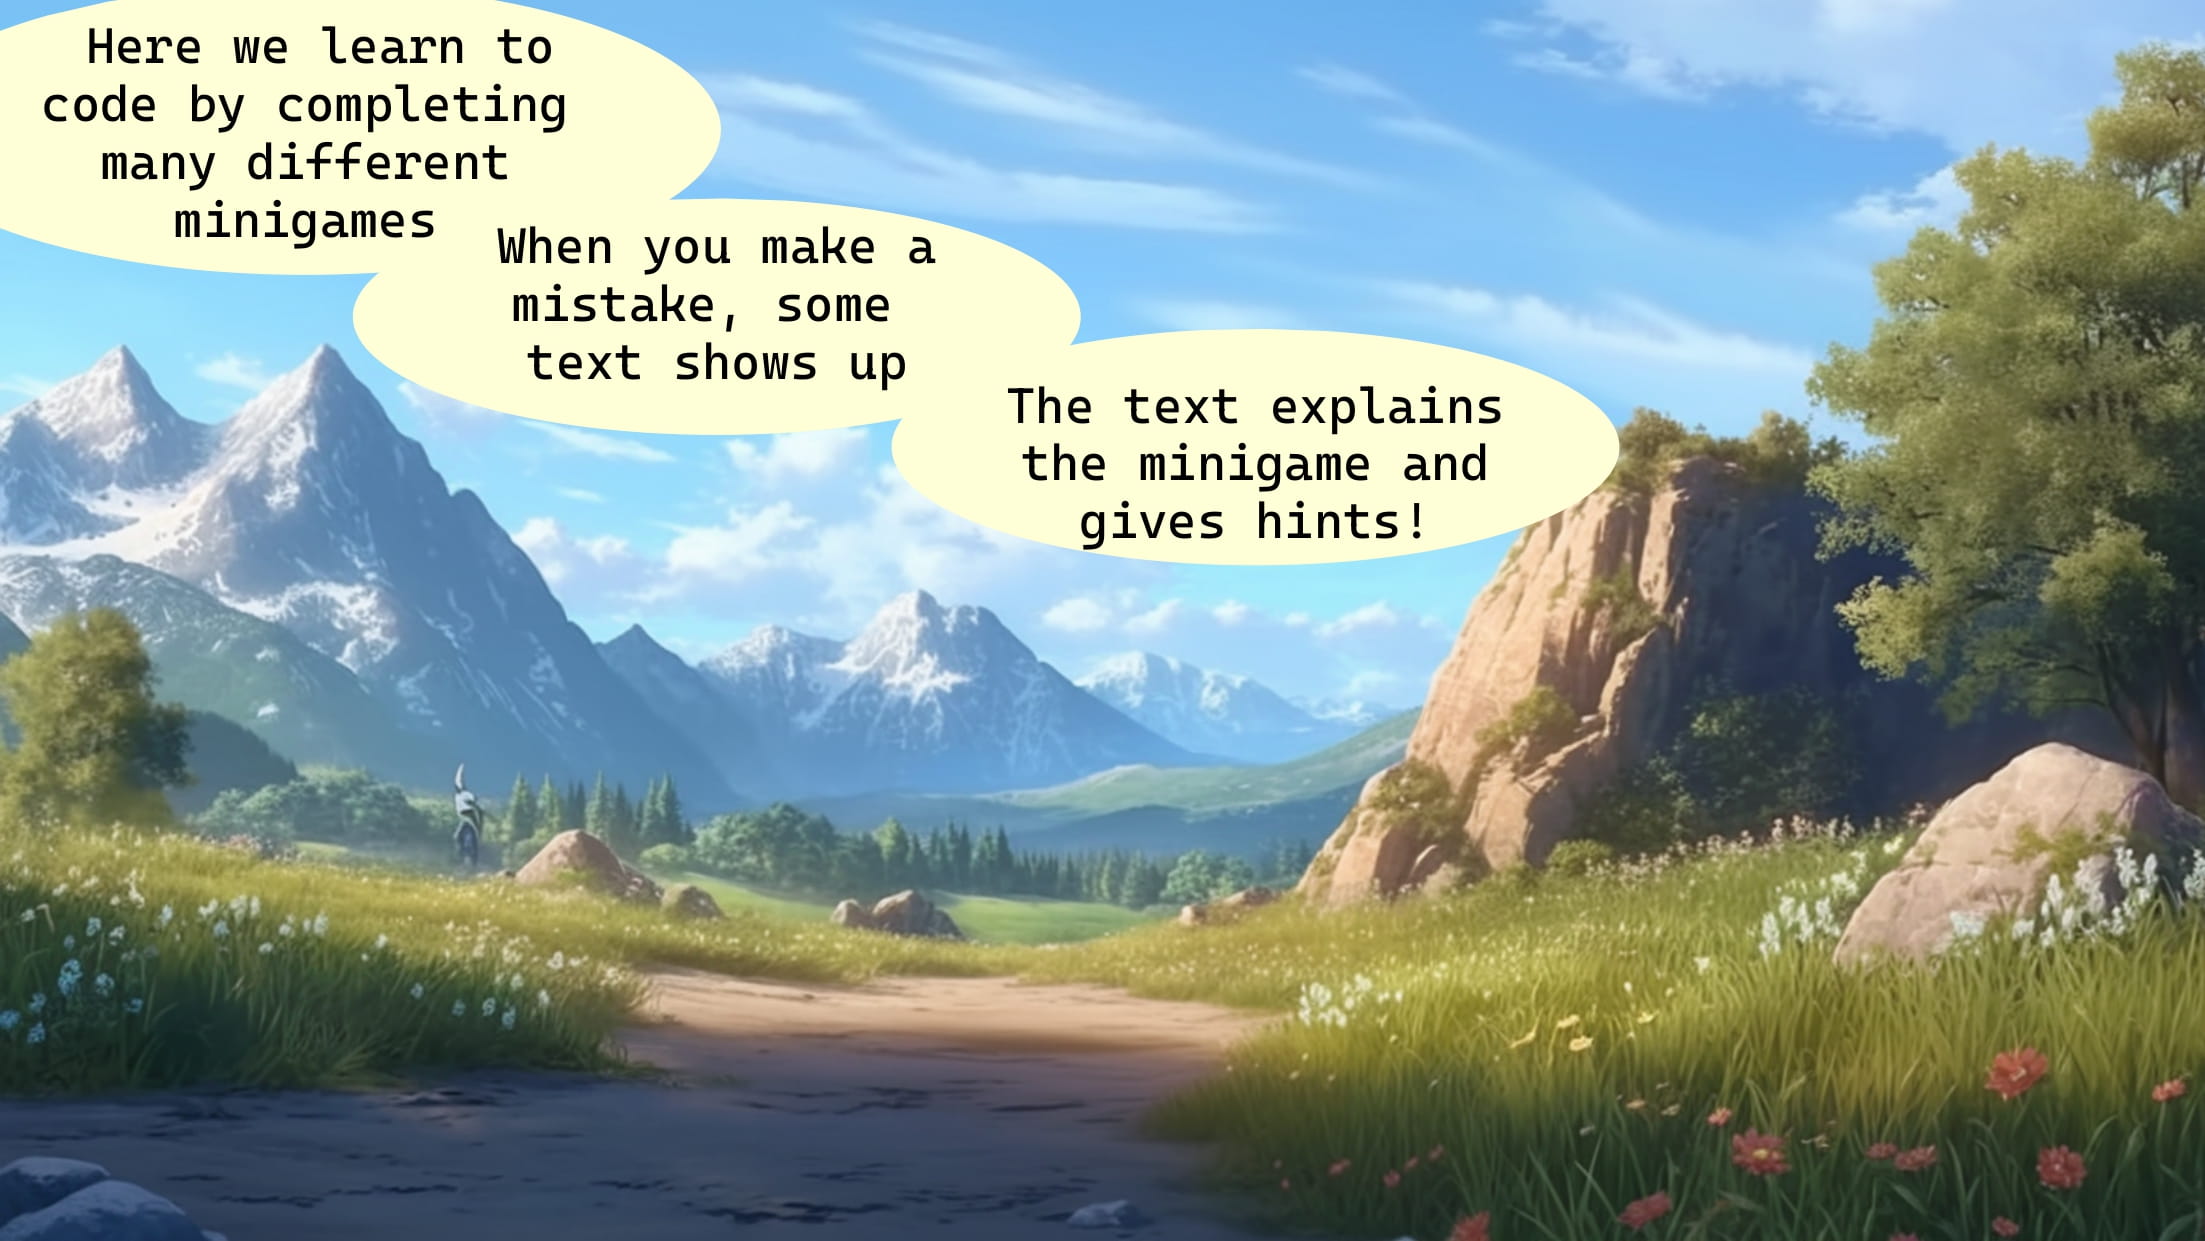 Here we learn to
code by completing
many different
minigames
When you make a
mistake, some
text shows up
The text explains
the minigame and
gives hints!